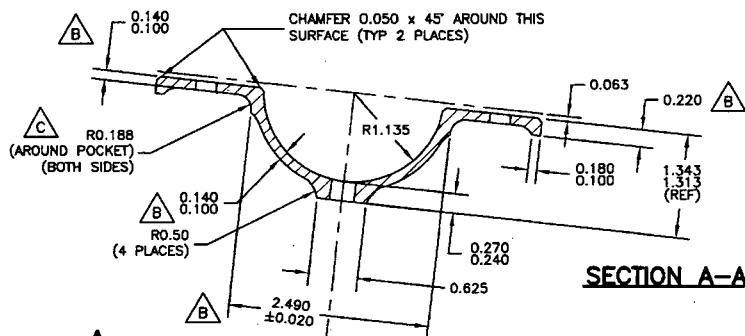 0.140
0.100
B
CHAMFER 0.050 x 45° AROUND THIS
SURFACE (TYP 2 PLACES)
0.063
0.220
B
C
R0.188
(AROUND POCKET)
(BOTH SIDES)
R1.135
0.180
0.100
1.343
1.313
(REF)
0.140
0.100
B
R0.50
(4 PLACES)
0.270
0.240
0.625
SECTION A-A
B
2.490
±0.020
A